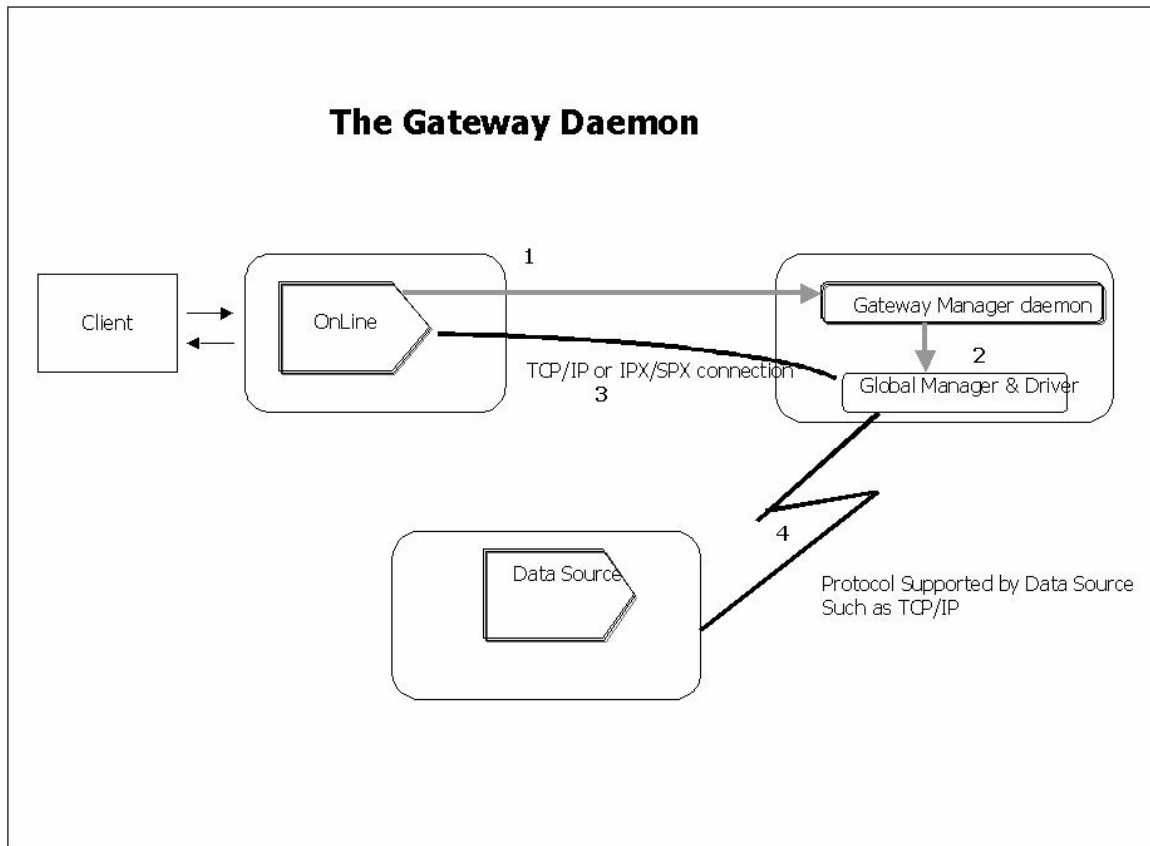 The Gateway Daemon
1
Client
OnLine
Gateway Manager daemon
2
TCP/IP or IPX/SPX connection
3
Global Manager & Driver
4
Data Source
Protocol Supported by Data Source
Such as TCP/IP